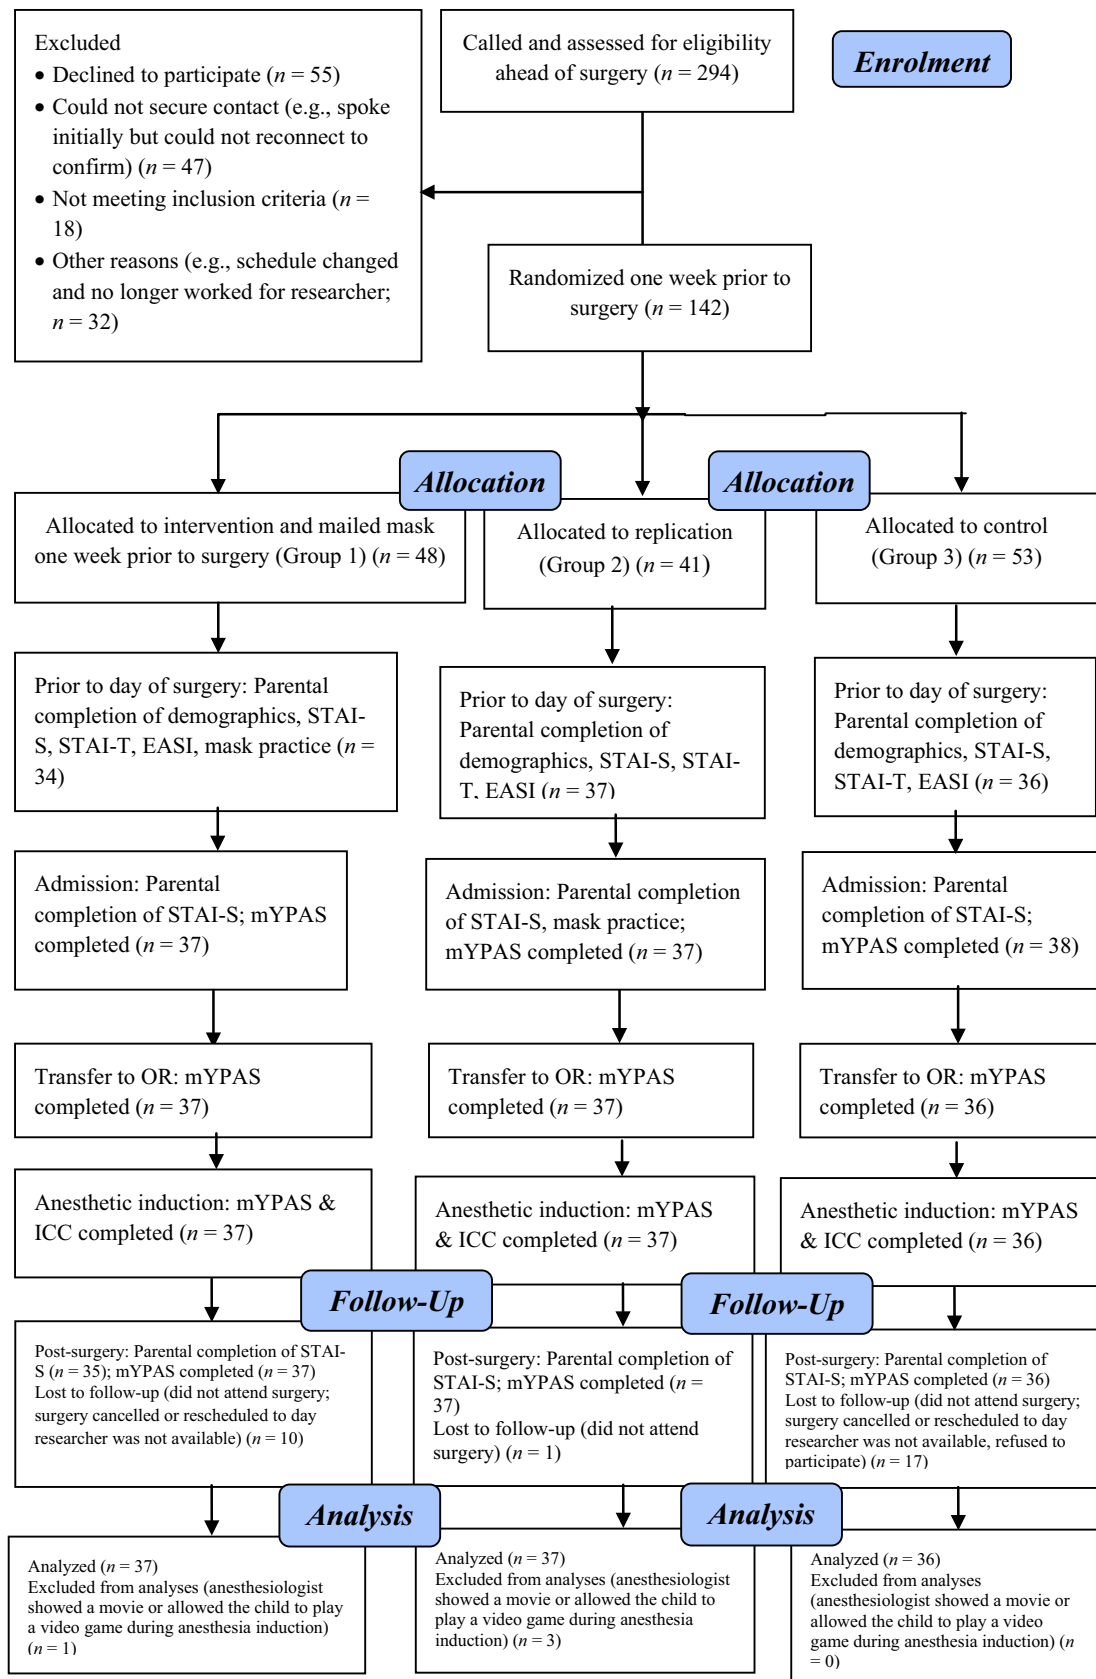 Excluded
• Declined to participate (n = 55)
• Could not secure contact (e.g., spoke
initially but could not reconnect to
confirm) (n = 47)
• Not meeting inclusion criteria (n =
18)
• Other reasons (e.g., schedule changed
and no longer worked for researcher;
n = 32)
Called and assessed for eligibility
ahead of surgery (n = 294)
Enrolment
Randomized one week prior to
surgery (n = 142)
Allocation
Allocation
Allocated to intervention and mailed mask
one week prior to surgery (Group 1) (n = 48)
Allocated to replication
(Group 2) (n = 41)
Allocated to control
(Group 3) (n = 53)
Prior to day of surgery: Parental
completion of demographics, STAI-
S, STAI-T, EASI, mask practice (n =
34)
Prior to day of surgery:
Parental completion of
demographics, STAI-S, STAI-
T, EASI (n = 37)
Prior to day of surgery:
Parental completion of
demographics, STAI-S,
STAI-T, EASI (n = 36)
Admission: Parental
completion of STAI-S; mYPAS
completed (n = 37)
Admission: Parental completion
of STAI-S, mask practice;
mYPAS completed (n = 37)
Admission: Parental
completion of STAI-S;
mYPAS completed (n = 38)
Transfer to OR: mYPAS
completed (n = 37)
Transfer to OR: mYPAS
completed (n = 37)
Transfer to OR: mYPAS
completed (n = 36)
Anesthetic induction: mYPAS &
ICC completed (n = 37)
Anesthetic induction: mYPAS
& ICC completed (n = 37)
Anesthetic induction: mYPAS
& ICC completed (n = 36)
Follow-Up
Follow-Up
Post-surgery: Parental completion of STAI-
S (n = 35); mYPAS completed (n = 37)
Lost to follow-up (did not attend surgery;
surgery cancelled or rescheduled to day
researcher was not available) (n = 10)
Post-surgery: Parental completion of
STAI-S; mYPAS completed (n =
37)
Lost to follow-up (did not attend
surgery) (n = 1)
Post-surgery: Parental completion of
STAI-S; mYPAS completed (n = 36)
Lost to follow-up (did not attend surgery;
surgery cancelled or rescheduled to day
researcher was not available, refused to
participate) (n = 17)
Analysis
Analysis
Analyzed (n = 37)
Excluded from analyses (anesthesiologist
showed a movie or allowed the child to play
a video game during anesthesia induction)
(n = 1)
Analyzed (n = 37)
Excluded from analyses (anesthesiologist
showed a movie or allowed the child to
play a video game during anesthesia
induction) (n = 3)
Analyzed (n = 36)
Excluded from analyses
(anesthesiologist showed a movie or
allowed the child to play a video
game during anesthesia induction) (n
= 0)